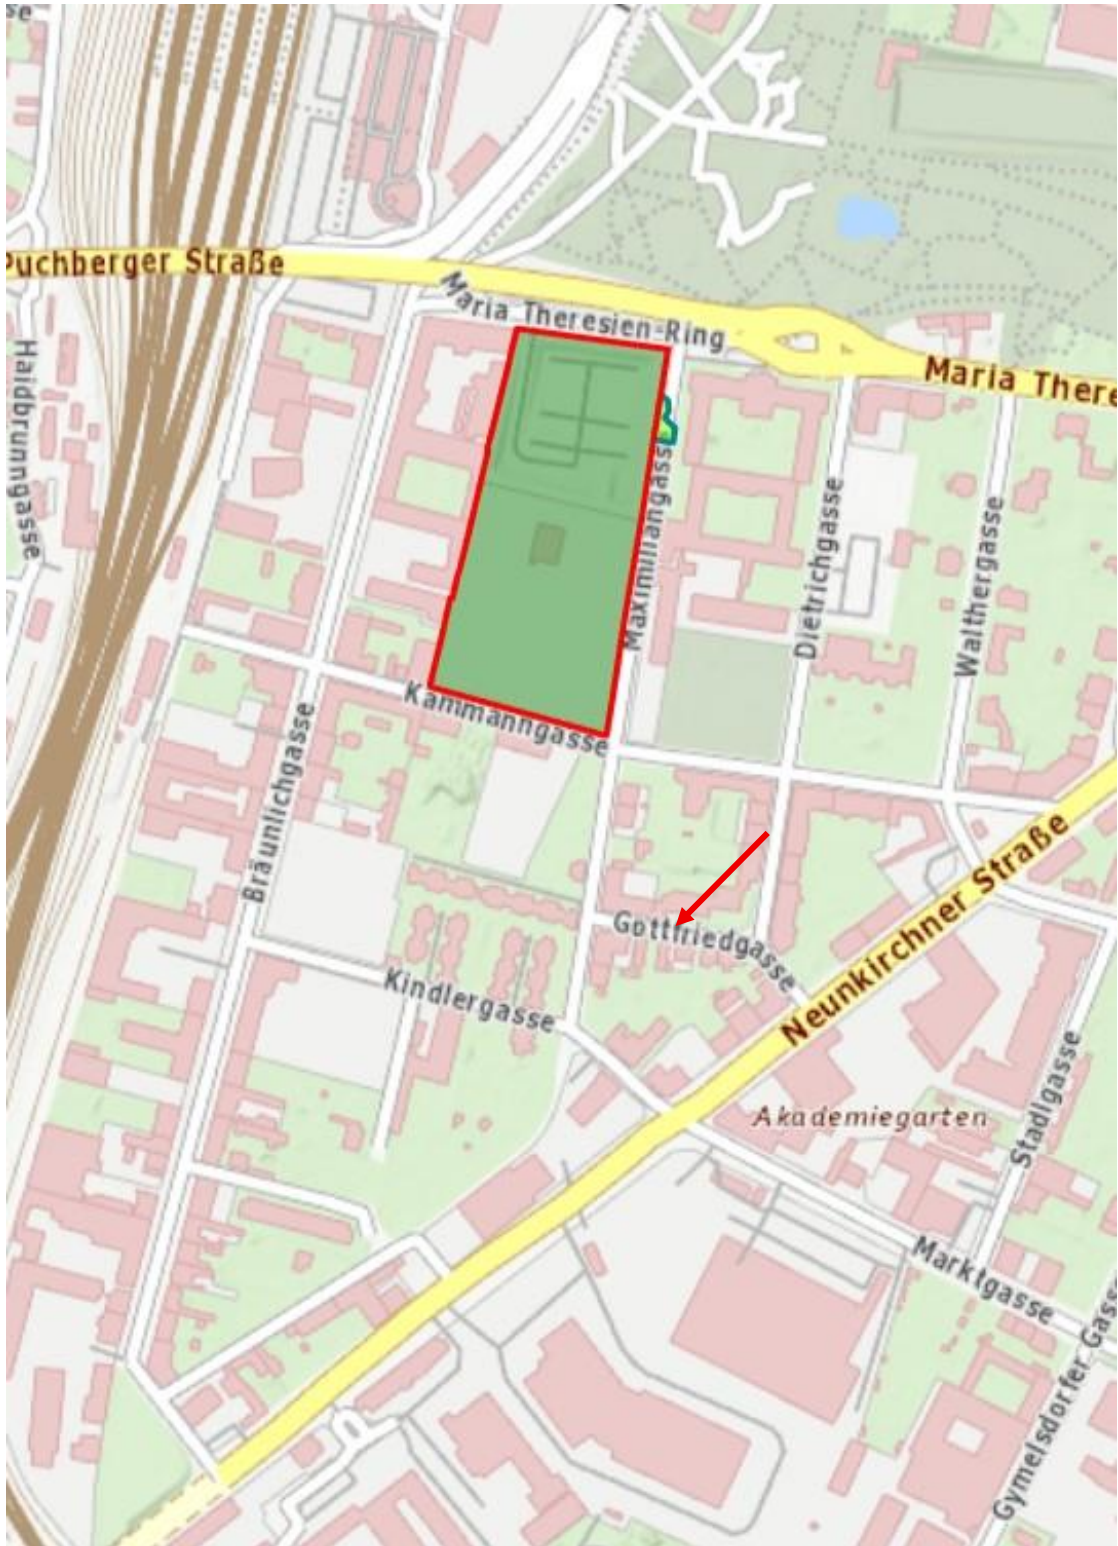 Puchberger Straße
Maria Theresien-Ring
Maria There
Haidbrunngasse
Maximiliangasse
Dietrichgasse
Walthergasse
Kammanngasse
Bräunlichgasse
Gottfriedgasse
Neunkirchner Straße
Kindlergasse
Akademiegarten
Stadlgasse
Marktgasse
Gymelsdorfer Gasse